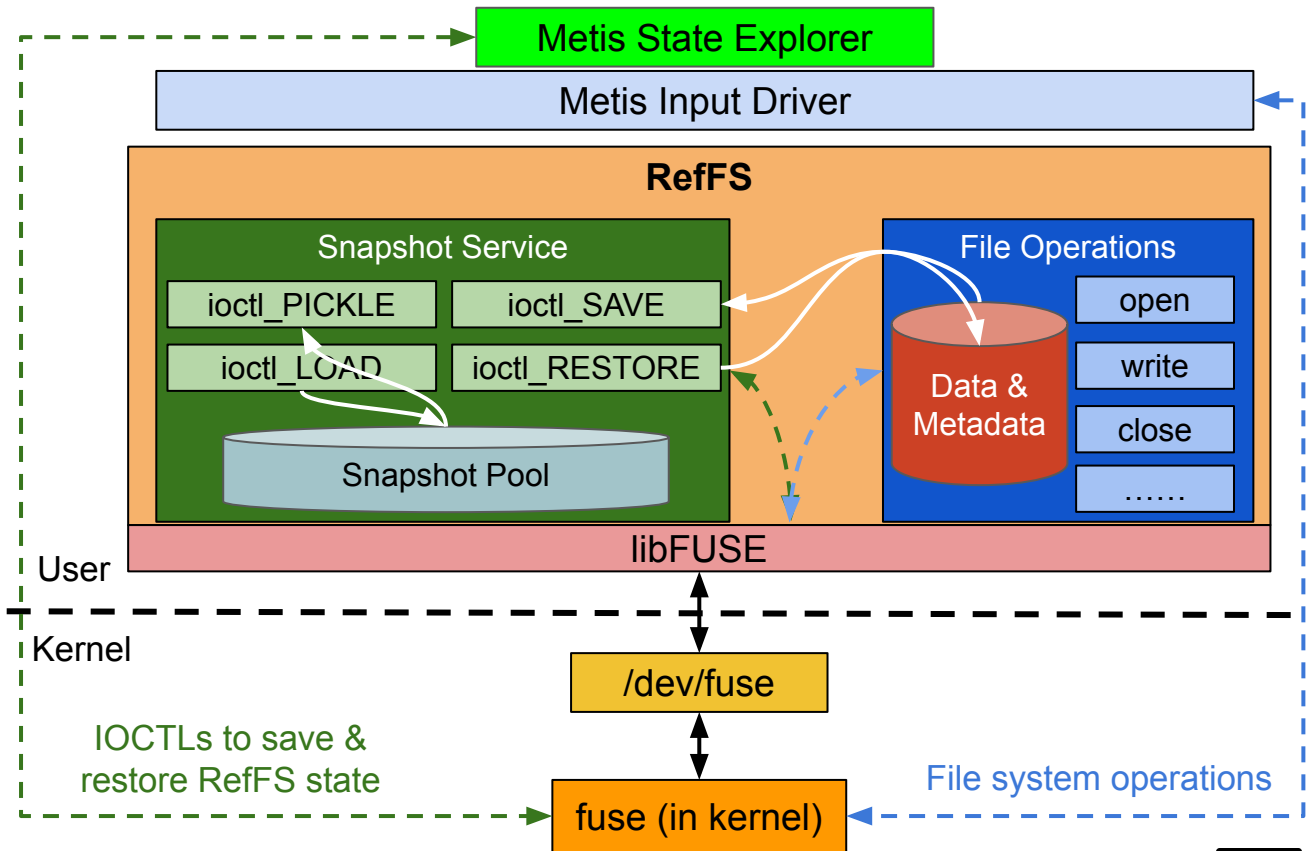 Metis State Explorer
Metis Input Driver
RefFS
Snapshot Service
ioctl_PICKLE
ioctl_SAVE
ioctl_LOAD
ioctl_RESTORE
Snapshot Pool
File Operations
open
write
close
......
Data &
Metadata
libFUSE
User
Kernel
/dev/fuse
IOCTLs to save &
restore RefFS state
File system operations
fuse (in kernel)